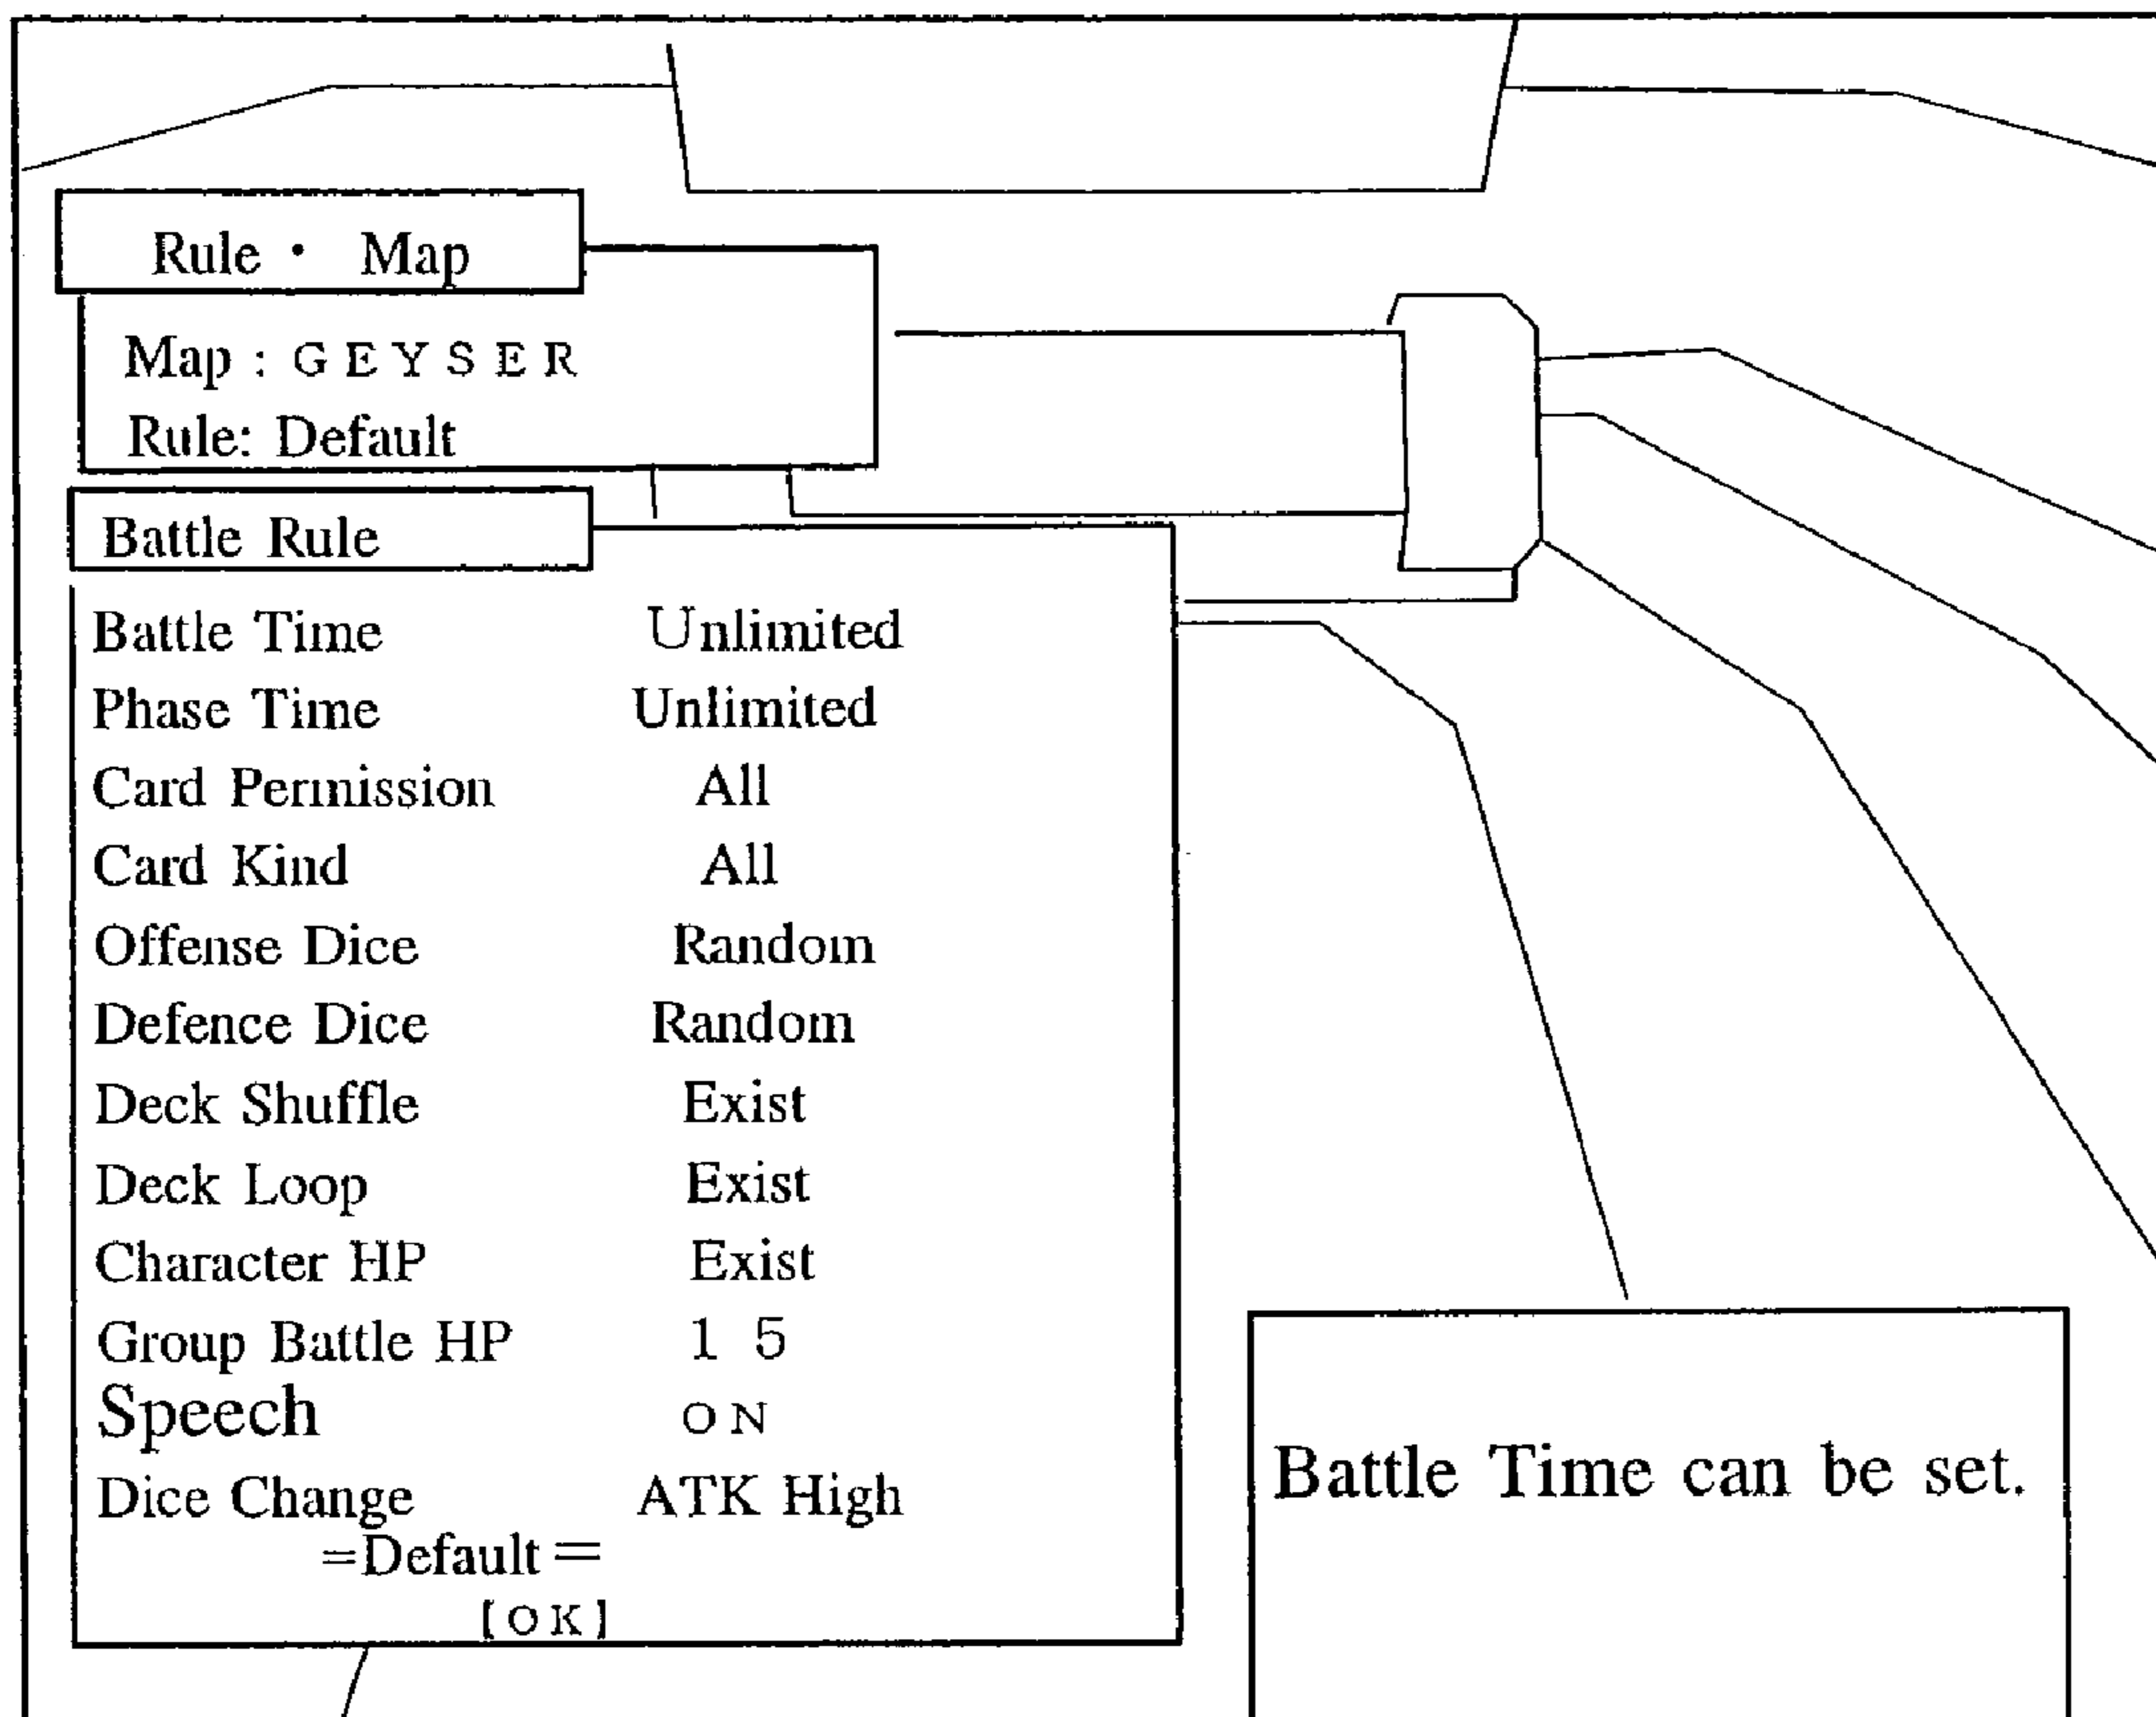 Rule・ Map
Map : GEYSER
Rule: Default
Battle Rule
Battle Time Unlimited
Phase Time Unlimited
Card Permission All
Card Kind All
Offense Dice Random
Defence Dice Random
Deck Shuffle Exist
Deck Loop Exist
Character HP Exist
Group Battle HP 15
Speech ON
Dice Change ATK High
=Default=
[OK]
Battle Time can be set.